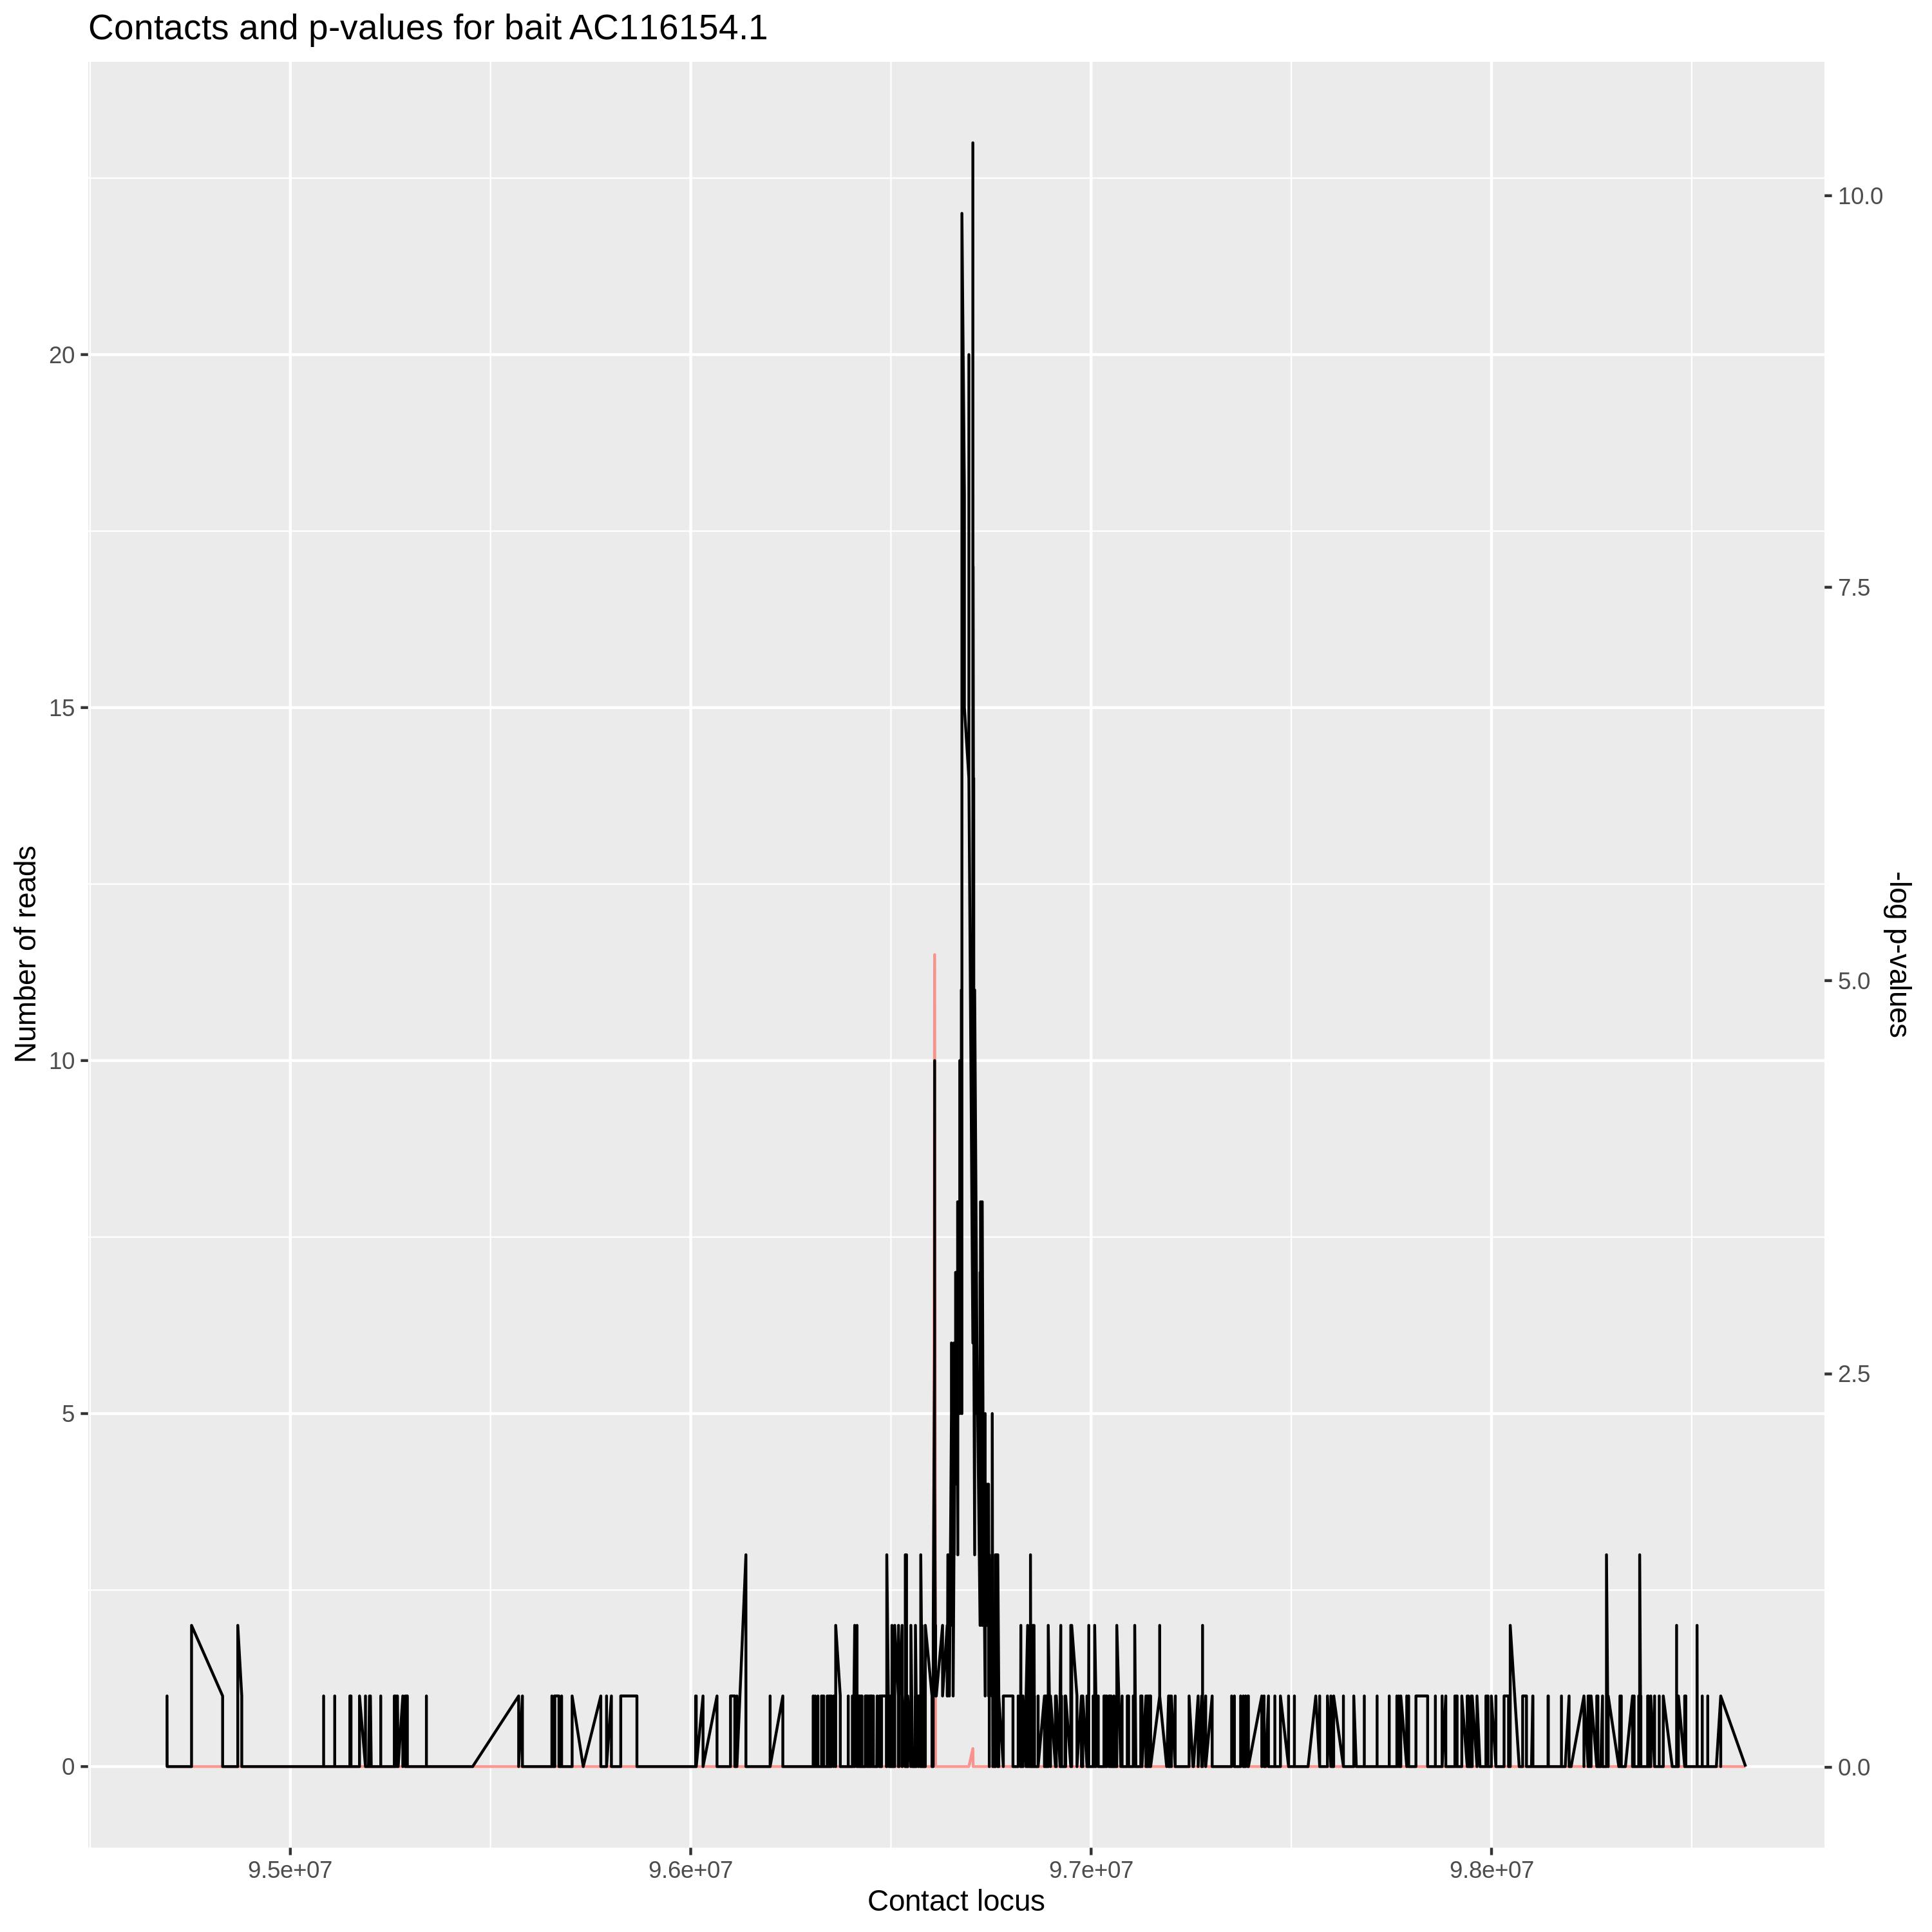 Contacts and p-values for bait AC116154.1
Number of reads
20
15
10
5
0
10.0
7.5
5.0
2.5
0.0
-log p-values
9.5e+07
9.6e+07
9.7e+07
9.8e+07
Contact locus